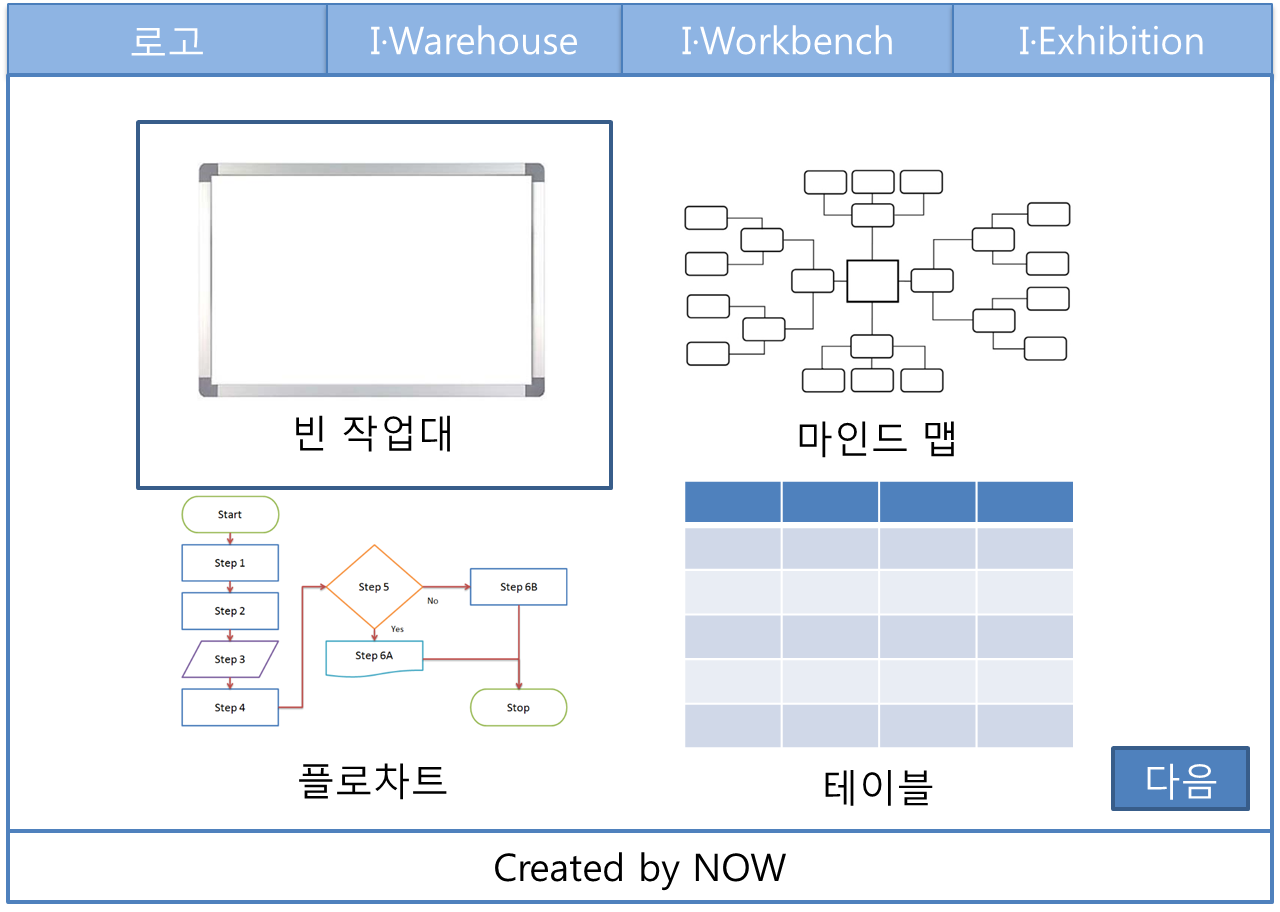 로고
I·Warehouse
I·Workbench
I·Exhibition
빈 작업대
마인드 맵
Start
Step 1
Step 2
Step 3
Step 4
Step 5
No
Yes
Step 6A
Step 6B
Stop
플로차트
테이블
다음
Created by NOW